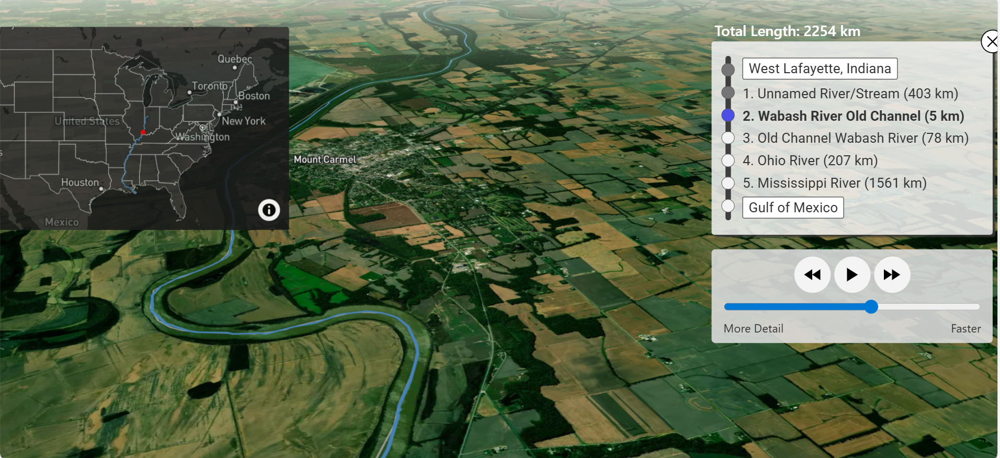 Quebec
Toronto
Boston
United States
New York
Washington
Houston
Mexico
Mount Carmel
Total Length: 2254 km
West Lafayette, Indiana
1. Unnamed River/Stream (403 km)
2. Wabash River Old Channel (5 km)
3. Old Channel Wabash River (78 km)
4. Ohio River (207 km)
5. Mississippi River (1561 km)
Gulf of Mexico
More Detail
Faster